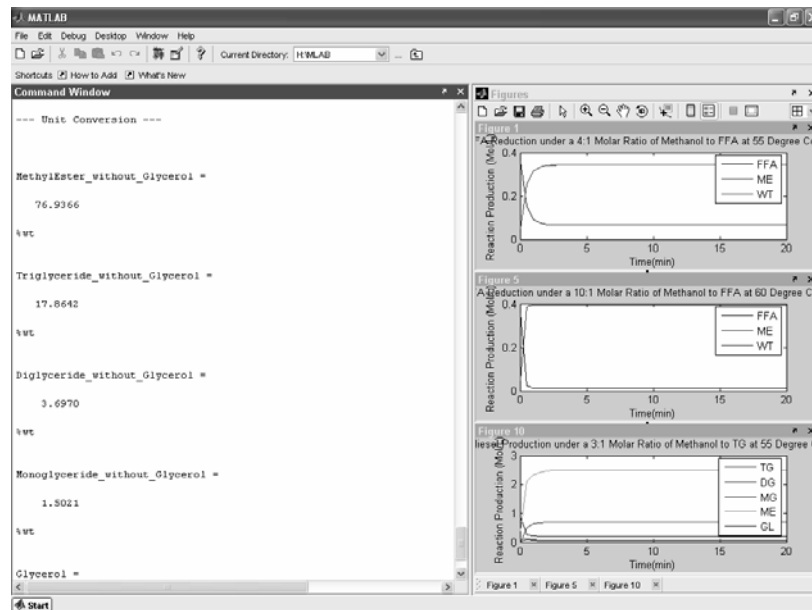 MATLAB
File Edit Debug Desktop Window Help
Current Directory: H:\MLAB
Shortcuts How to Add What's New
Command Window
--- Unit Conversion ---
MethylEster_without_Glycerol =
76.9366
%wt
Triglyceride_without_Glycerol =
17.8642
%wt
Diglyceride_without_Glycerol =
3.6970
%wt
Monoglyceride_without_Glycerol =
1.5021
%wt
Glycerol =
Start
Figures
Figure 1
A Reduction under a 4:1 Molar Ratio of Methanol to FFA at 55 Degree C
Reaction Production
0.4
0.2
0
FFA
ME
WT
0 5 10 15 20
Time(min)
Figure 5
A Reduction under a 10:1 Molar Ratio of Methanol to FFA at 60 Degree C
Reaction Production
0.4
0.2
0
FFA
ME
WT
0 5 10 15 20
Time(min)
Figure 10
iesel Production under a 3:1 Molar Ratio of Methanol to TG at 55 Degree
Reaction Production
3
2
1
0
TG
DG
MG
ME
GL
0 5 10 15 20
Time(min)
Figure 1 Figure 5 Figure 10